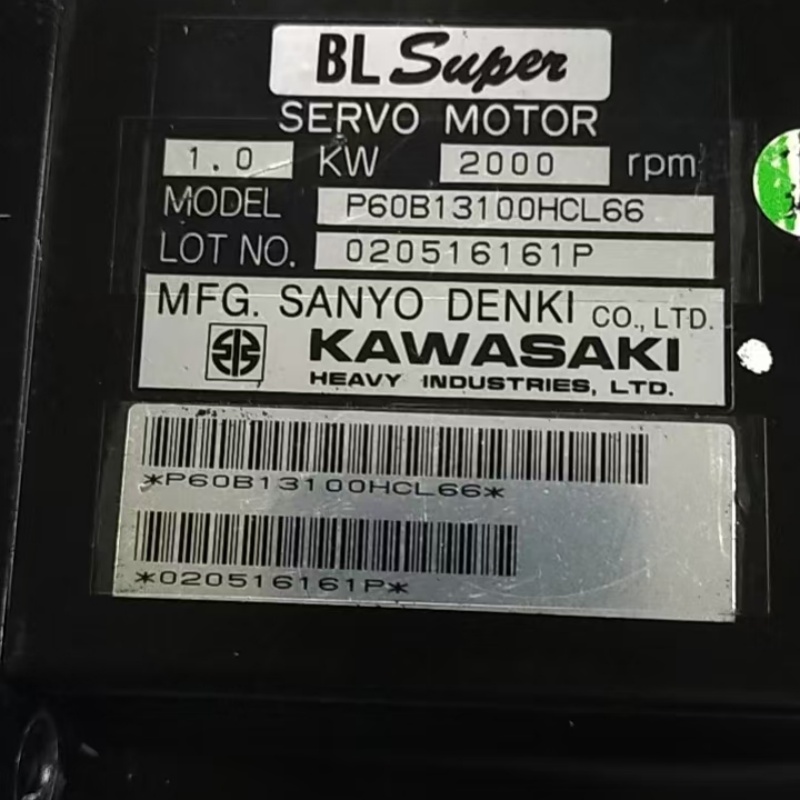 BL Super
SERVO MOTOR
1.0 KW 2000 rpm
MODEL P60B13100HCL66
LOT NO. 020516161P
MFG. SANYO DENKI CO., LTD.
KAWASAKI
HEAVY INDUSTRIES, LTD.
*P60B13100HCL66*
*020516161P*